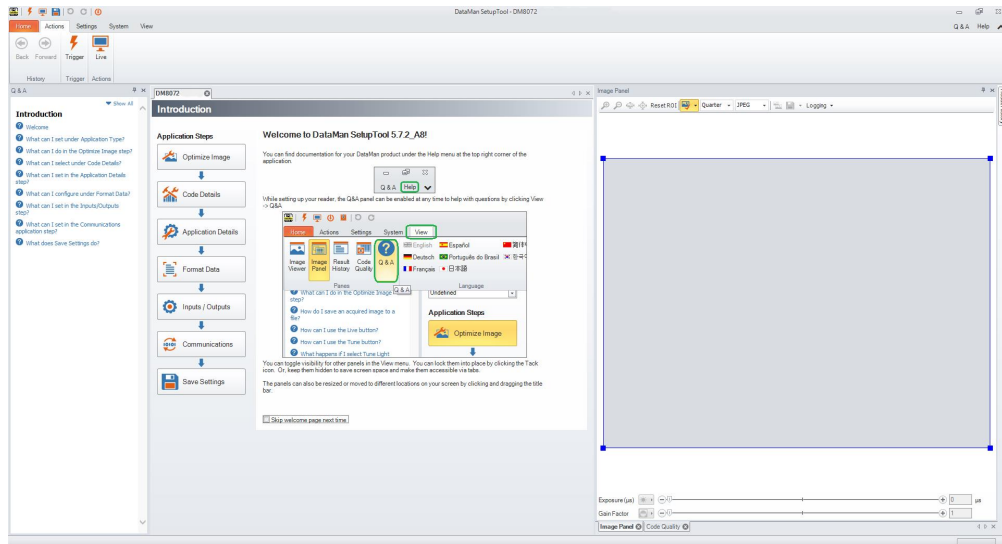 DataMan SetupTool - DM8072
Home Actions Settings System View
Q & A Help
Back Forward Trigger Live
History Trigger Actions
Q & A
Show All
Introduction
Welcome
What can I set under Application Type?
What can I do in the Optimize Image step?
What can I select under Code Details?
What can I set in the Application Details
step?
What can I configure under Format Data?
What can I set in the Inputs/Outputs
step?
What can I set in the Communications
application step?
What does Save Settings do?
DM8072
Introduction
Application Steps
Optimize Image
Code Details
Application Details
Format Data
Inputs / Outputs
Communications
Save Settings
Welcome to DataMan SetupTool 5.7.2_A8!
You can find documentation for your DataMan product under the Help menu at the top right corner of the
application.
Q & A Help
While setting up your reader, the Q&A panel can be enabled at any time to help with questions by clicking View
-> Q&A
Home Actions Settings System View
Image Viewer Image Panel Result History Code Quality Q & A
English Español
Deutsch Português do Brasil
Français 日本語
Panes Language
Q & A
What can I do in the Optimize Image
step?
How do I save an acquired image to a
file?
How can I use the Live button?
How can I use the Tune button?
What happens if I select Tune Light
Undefined
Application Steps
Optimize Image
You can toggle visibility for other panels in the View menu. You can lock them into place by clicking the Tack
icon. Or, keep them hidden to save screen space and make them accessible via tabs.
The panels can also be resized or moved to different locations on your screen by clicking and dragging the title
bar.
Skip welcome page next time
Image Panel
Reset ROI Quarter JPEG Logging
Exposure (µs) 0 µs
Gain Factor 1
Image Panel Code Quality